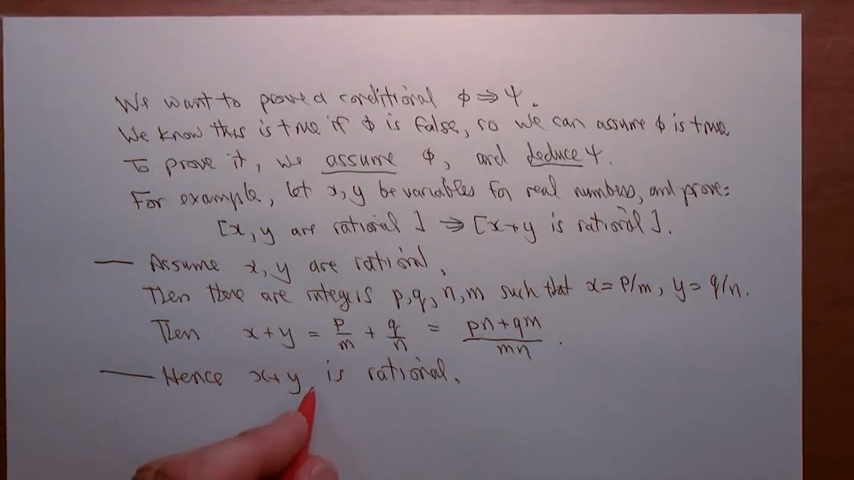 We want to prove a conditional ϕ ⇒ Ψ.
We know this is true if ϕ is false, so we can assume ϕ is true.
To prove it, we assume ϕ, and deduce Ψ.
For example, let x, y be variables for real numbers, and prove:
[x, y are rational] ⇒ [x+y is rational].
— Assume x, y are rational.
Then there are integers p, q, n, m such that x = p/m, y = q/n.
Then x+y = p/m + q/n = (pn+qm)/mn.
— Hence x+y is rational.